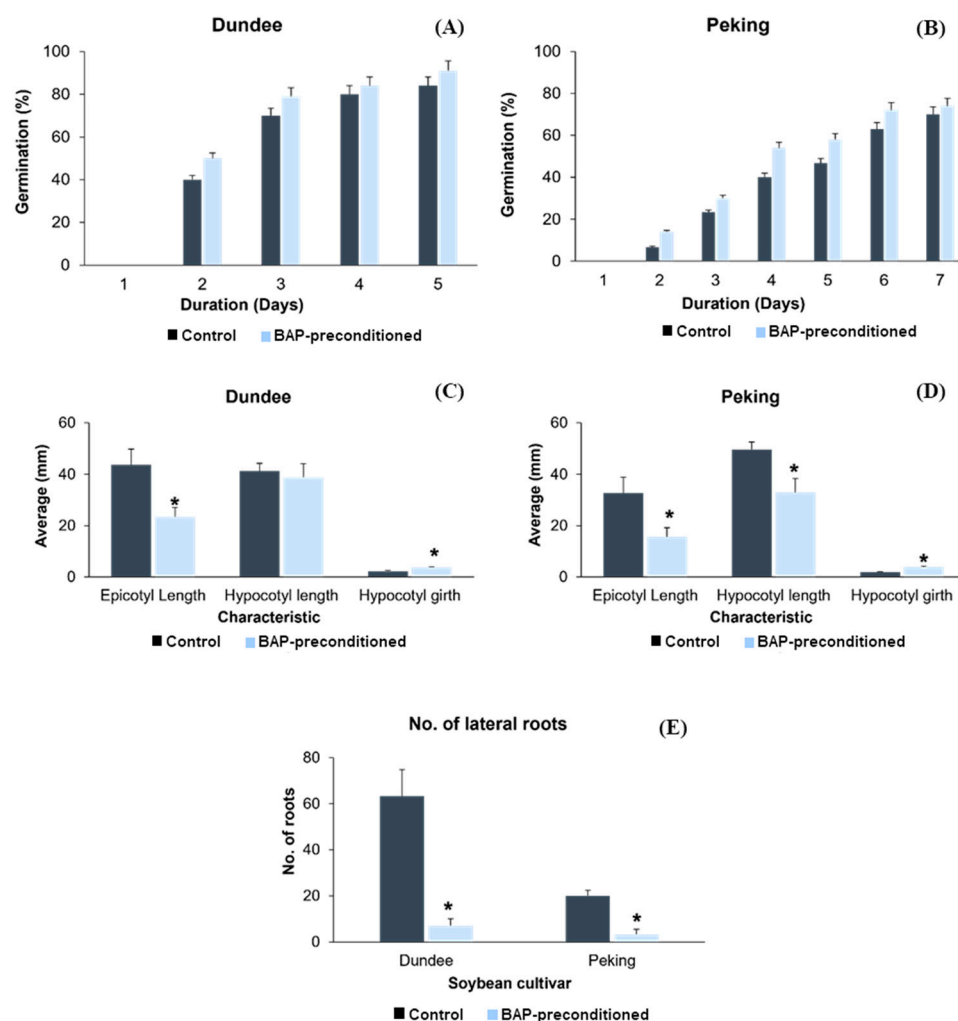 Dundee
(A)
Germination (%)
100
80
60
40
20
0
1 2 3 4 5
Duration (Days)
Control BAP-preconditioned
Peking
(B)
Germination (%)
100
80
60
40
20
0
1 2 3 4 5 6 7
Duration (Days)
Control BAP-preconditioned
Dundee
(C)
Average (mm)
60
40
20
0
*
*
Epicotyl Length Hypocotyl length Hypocotyl girth
Characteristic
Control BAP-preconditioned
Peking
(D)
Average (mm)
60
40
20
0
*
*
*
Epicotyl Length Hypocotyl length Hypocotyl girth
Characteristic
Control BAP-preconditioned
No. of lateral roots
(E)
No. of roots
80
60
40
20
0
*
*
Dundee Peking
Soybean cultivar
Control BAP-preconditioned